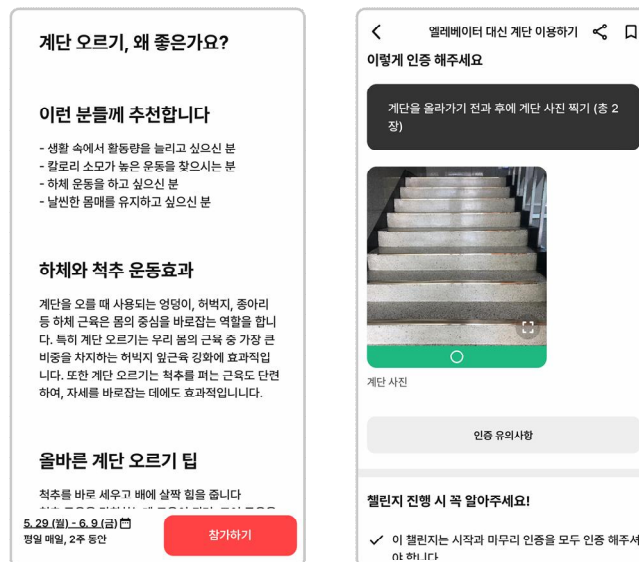 계단 오르기, 왜 좋은가요?
이런 분들께 추천합니다
- 생활 속에서 활동량을 늘리고 싶으신 분
- 칼로리 소모가 높은 운동을 찾으시는 분
- 하체 운동을 하고 싶으신 분
- 날씬한 몸매를 유지하고 싶으신 분
하체와 척추 운동효과
계단을 오를 때 사용되는 엉덩이, 허벅지, 종아리
등 하체 근육은 몸의 중심을 바로잡는 역할을 합니
다. 특히 계단 오르기는 우리 몸의 근육 중 가장 큰
비중을 차지하는 허벅지 앞근육 강화에 효과적입
니다. 또한 계단 오르기는 척추를 펴는 근육도 단련
하여, 자세를 바로잡는 데에도 효과적입니니다.
올바른 계단 오르기 팁
척추를 바로 세우고 배에 살짝 힘을 줍니다
5. 29 (월) - 6. 9 (금)
평일 매일, 2주 동안
참가하기
엘레베이터 대신 계단 이용하기
이렇게 인증 해주세요
계단을 올라가기 전과 후에 계단 사진 찍기 (총 2
장)
계단 사진
인증 유의사항
챌린지 진행 시 꼭 알아주세요!
이 챌린지는 시작과 마무리 인증을 모두 인증 해주셔
야 합니다